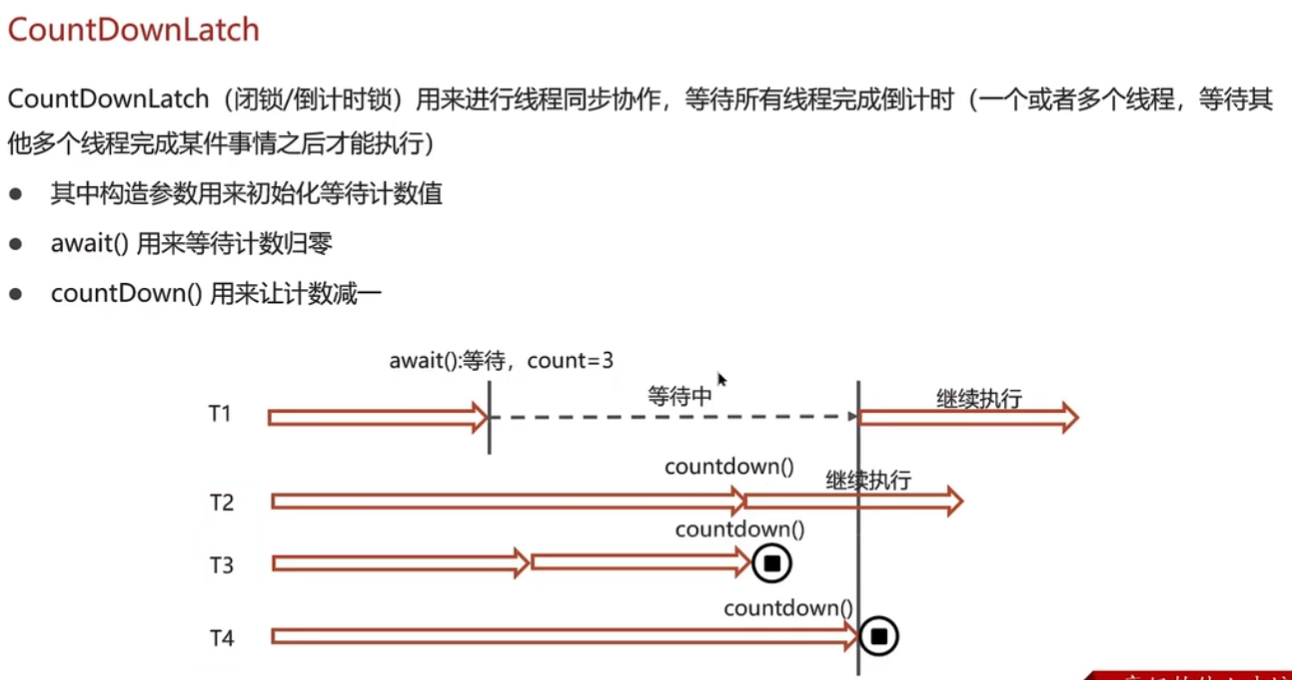 CountDownLatch
CountDownLatch（闭锁/倒计时锁）用来进行线程同步协作，等待所有线程完成倒计时（一个或者多个线程，等待其
他多个线程完成某件事情之后才能执行）
● 其中构造参数用来初始化等待计数值
● await() 用来等待计数归零
● countDown() 用来让计数减一
await():等待，count=3
等待中
继续执行
T1
countdown()
继续执行
T2
countdown()
T3
countdown()
T4